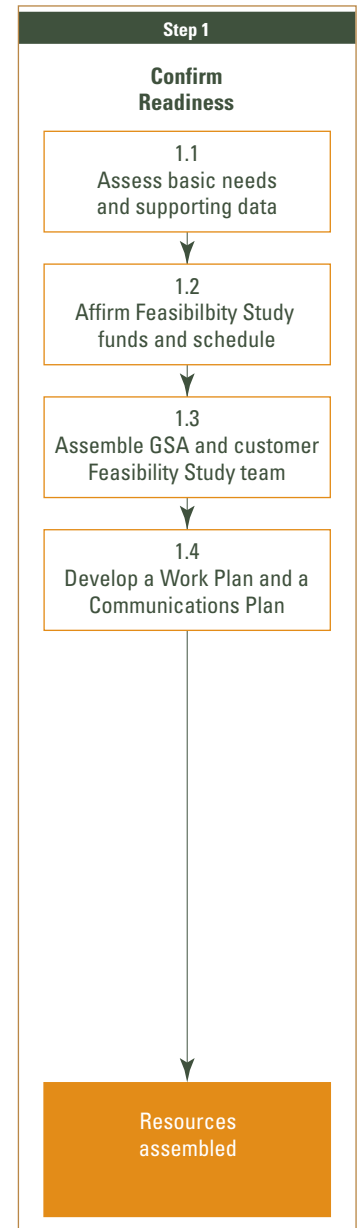 Step 1
Confirm
Readiness
1.1
Assess basic needs
and supporting data
1.2
Affirm Feasibilbity Study
funds and schedule
1.3
Assemble GSA and customer
Feasibility Study team
1.4
Develop a Work Plan and a
Communications Plan
Resources
assembled